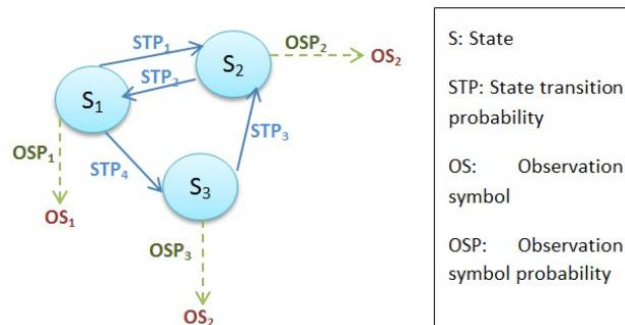 STP₁
OSP₂
S₂
OS₂
STP₂
S₁
STP₃
OSP₁
STP₄
S₃
OS₁
OSP₃
OS₂
S: State
STP: State transition
probability
OS: Observation
symbol
OSP: Observation
symbol probability